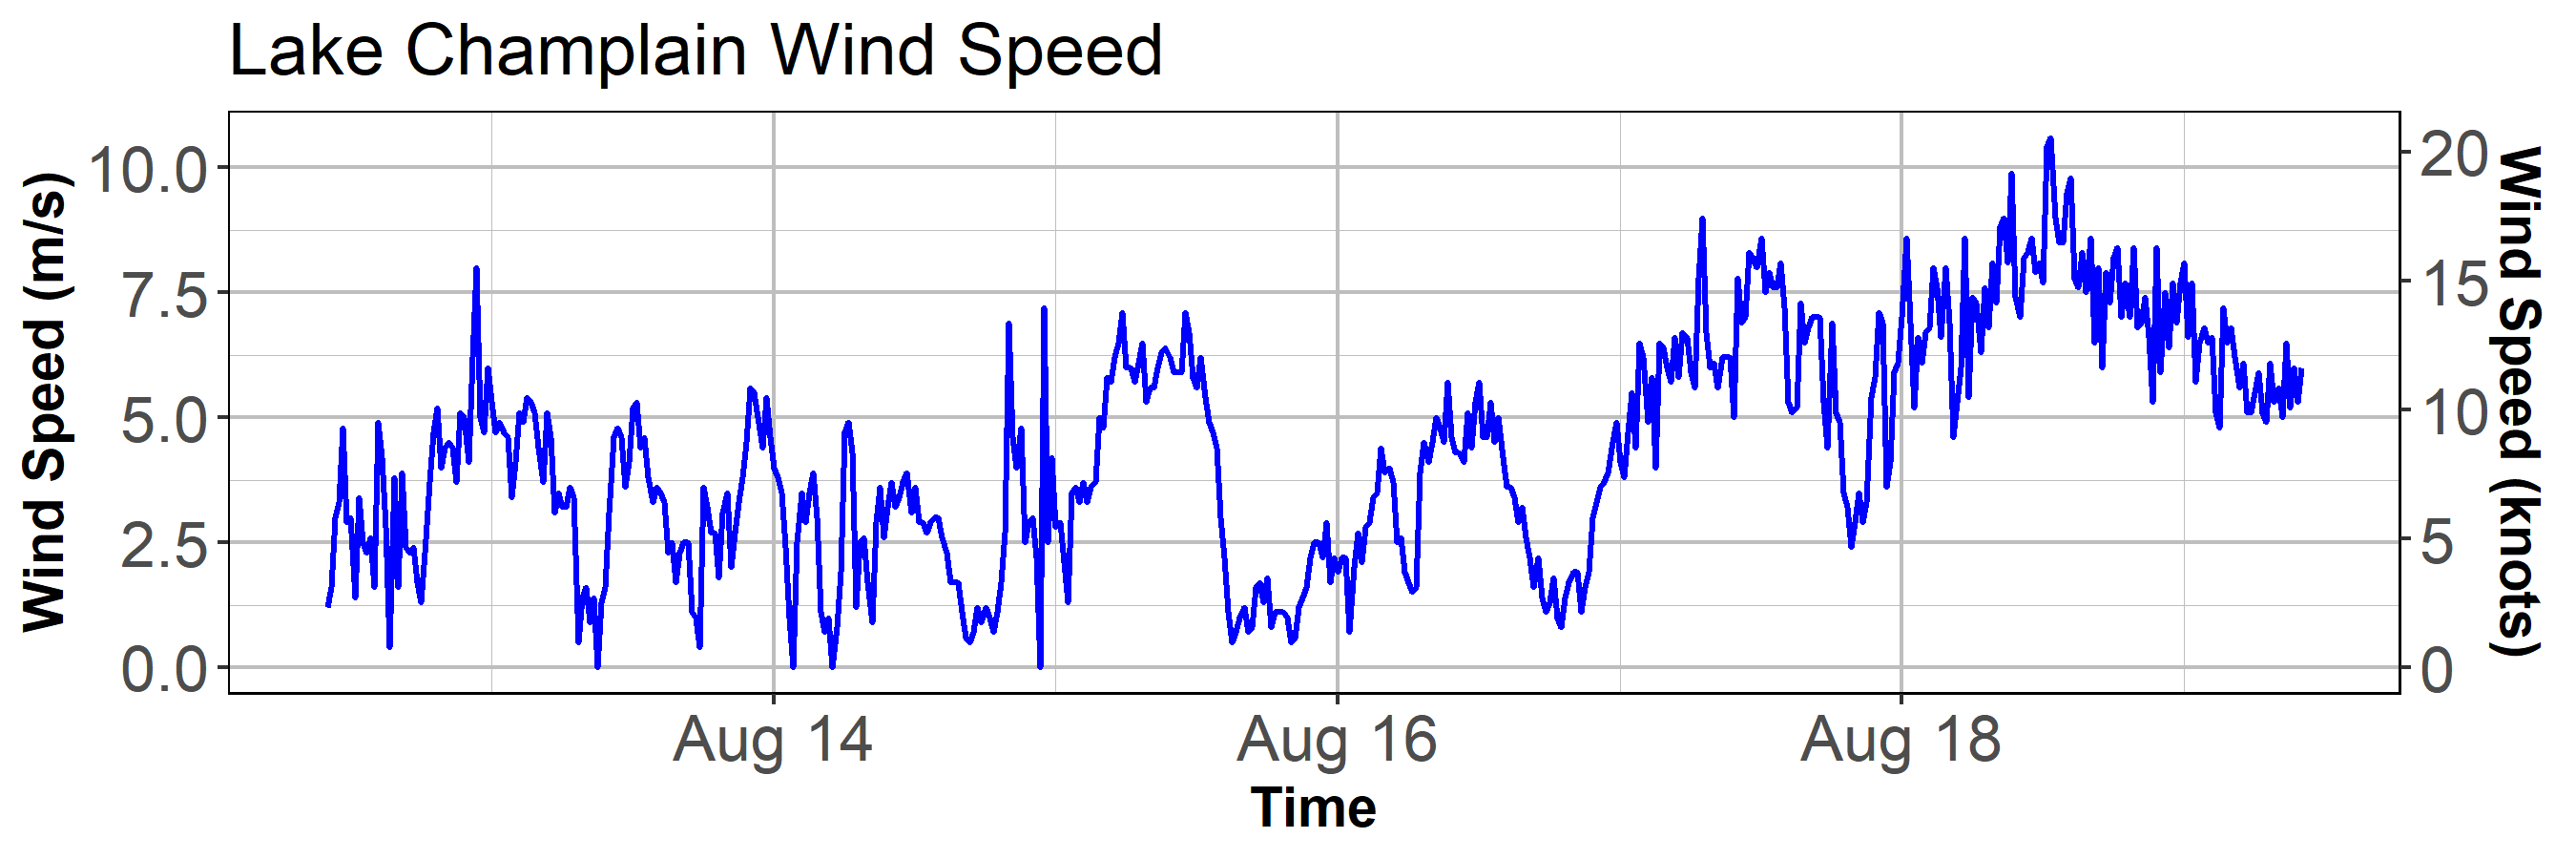 Lake Champlain Wind Speed
Wind Speed (m/s)
10.0
7.5
5.0
2.5
0.0
20
15
10
5
0
Wind Speed (knots)
Aug 14
Aug 16
Aug 18
Time